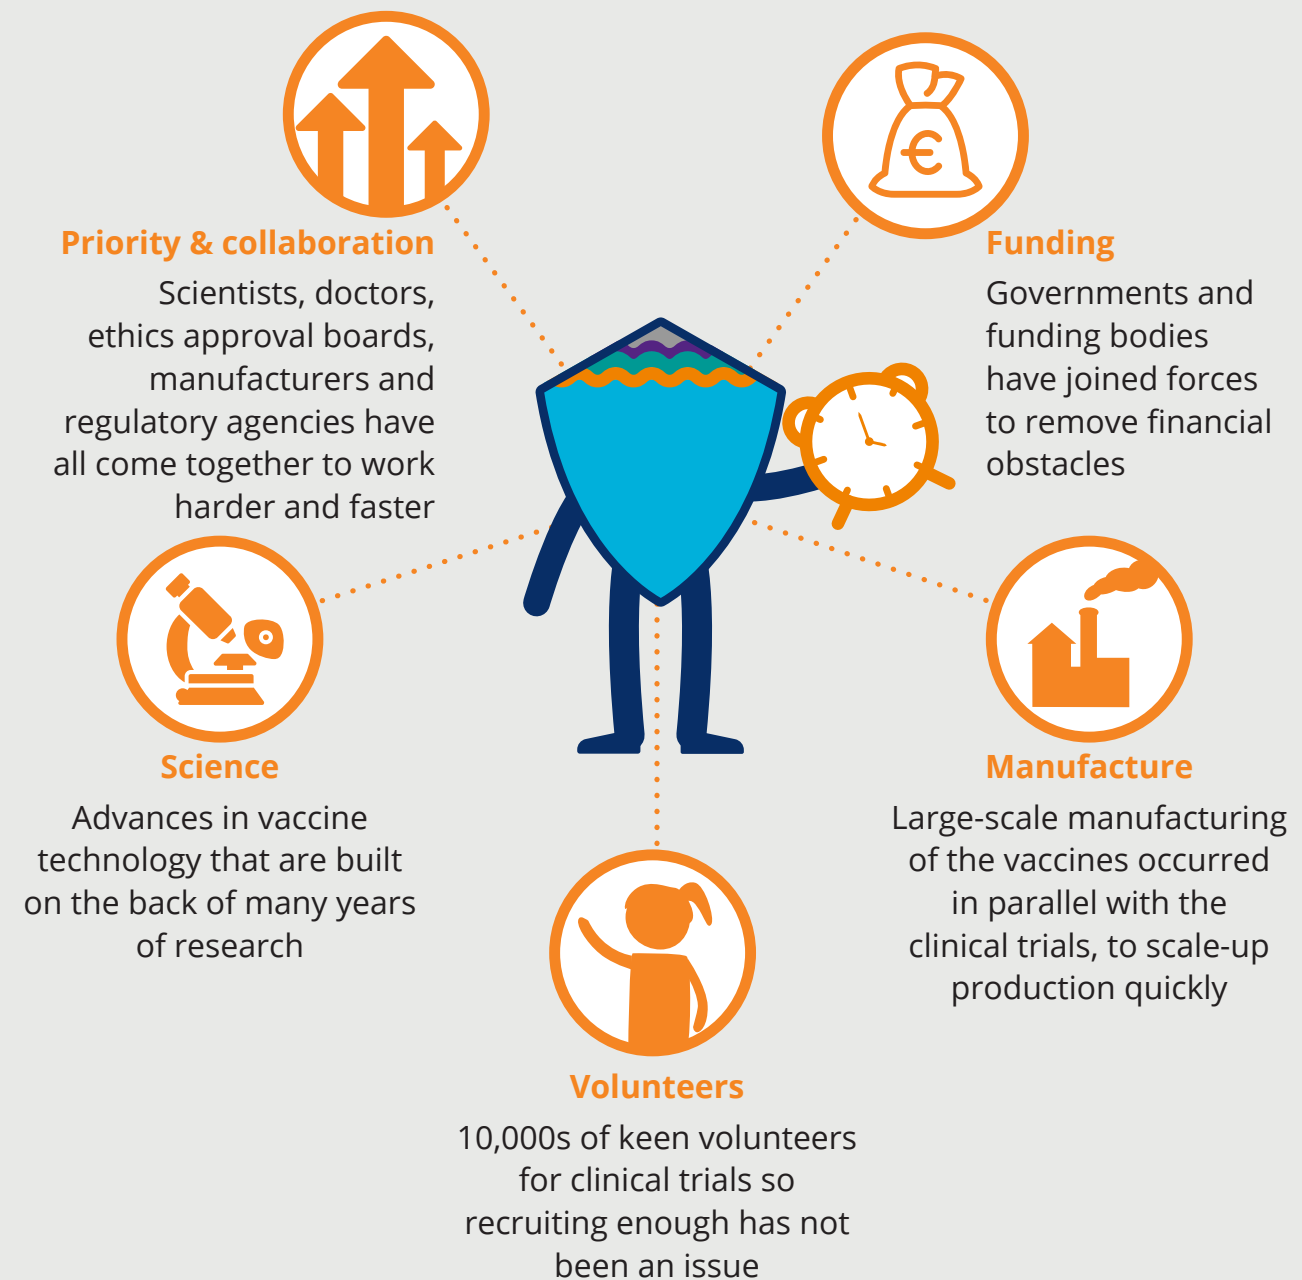 Priority & collaboration
Scientists, doctors,
ethics approval boards,
manufacturers and
regulatory agencies have
all come together to work
harder and faster
€
Funding
Governments and
funding bodies
have joined forces
to remove financial
obstacles
Science
Advances in vaccine
technology that are built
on the back of many years
of research
Manufacture
Large-scale manufacturing
of the vaccines occurred
in parallel with the
clinical trials, to scale-up
production quickly
Volunteers
10,000s of keen volunteers
for clinical trials so
recruiting enough has not
been an issue